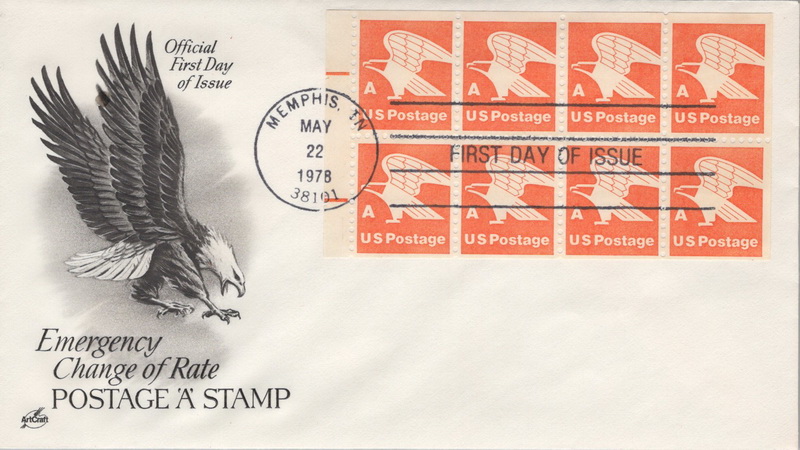 Official
First Day
of Issue
Emergency
Change of Rate
POSTAGE "A" STAMP
ArtCraft
MEMPHIS, TN
MAY
22
1978
38101
FIRST DAY OF ISSUE
A A A A
US Postage US Postage US Postage US Postage
A A A A
US Postage US Postage US Postage US Postage